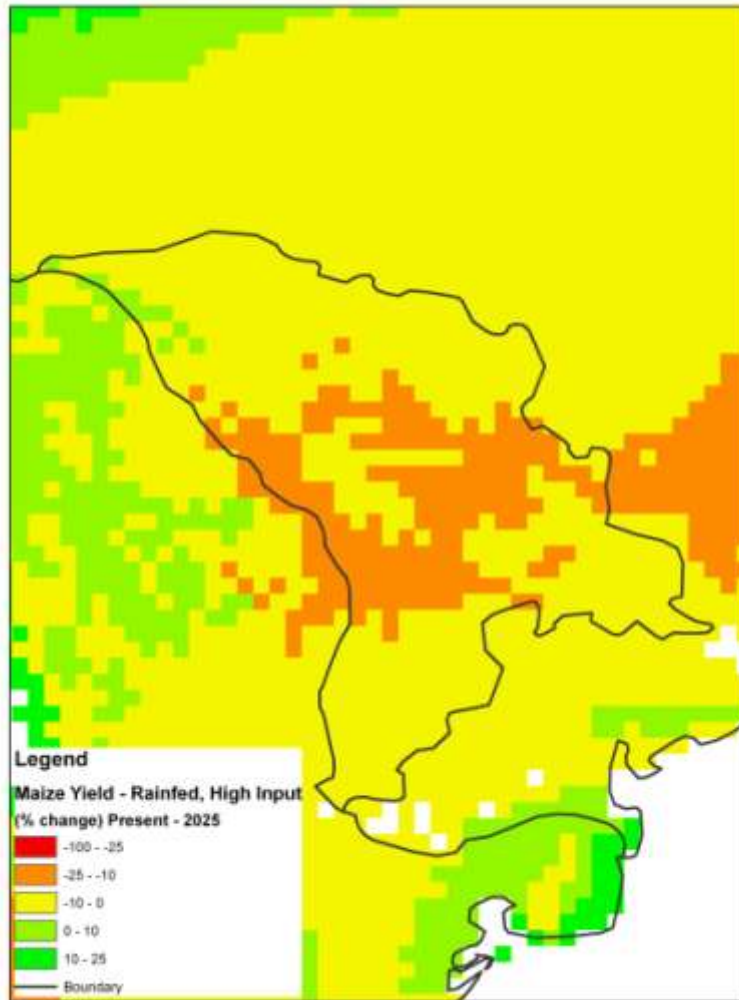 Legend
Maize Yield - Rainfed, High Input
(% change) Present - 2025
-100 - -25
-25 - -10
-10 - 0
0 - 10
10 - 25
Boundary